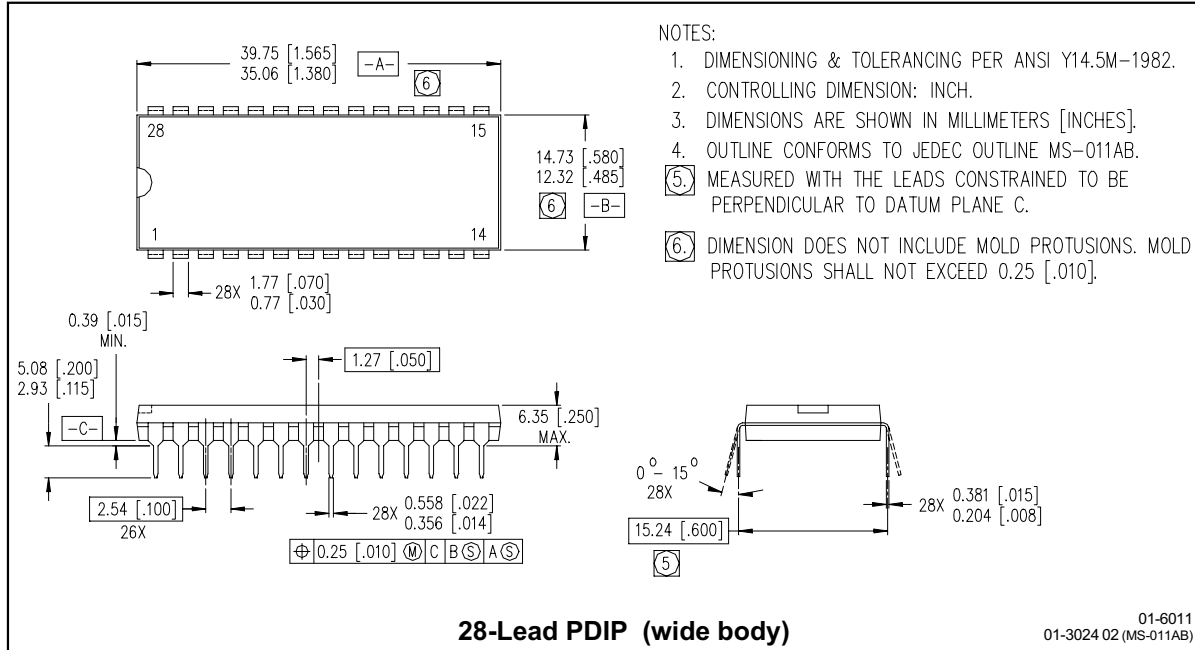 39.75 [1.565]
35.06 [1.380]
-A-
6
28
15
1
14
14.73 [.580]
12.32 [.485]
6
-B-
28X 1.77 [.070]
0.77 [.030]
NOTES:
1. DIMENSIONING & TOLERANCING PER ANSI Y14.5M-1982.
2. CONTROLLING DIMENSION: INCH.
3. DIMENSIONS ARE SHOWN IN MILLIMETERS [INCHES].
4. OUTLINE CONFORMS TO JEDEC OUTLINE MS-011AB.
5. MEASURED WITH THE LEADS CONSTRAINED TO BE
PERPENDICULAR TO DATUM PLANE C.
6. DIMENSION DOES NOT INCLUDE MOLD PROTUSIONS. MOLD
PROTUSIONS SHALL NOT EXCEED 0.25 [.010].
0.39 [.015]
MIN.
5.08 [.200]
2.93 [.115]
-C-
1.27 [.050]
6.35 [.250]
MAX.
2.54 [.100]
26X
28X 0.558 [.022]
0.356 [.014]
⌖ 0.25 [.010] Ⓜ C B Ⓢ A Ⓢ
0° - 15°
28X
15.24 [.600]
5
28X 0.381 [.015]
0.204 [.008]
28-Lead PDIP (wide body)
01-6011
01-3024 02 (MS-011AB)